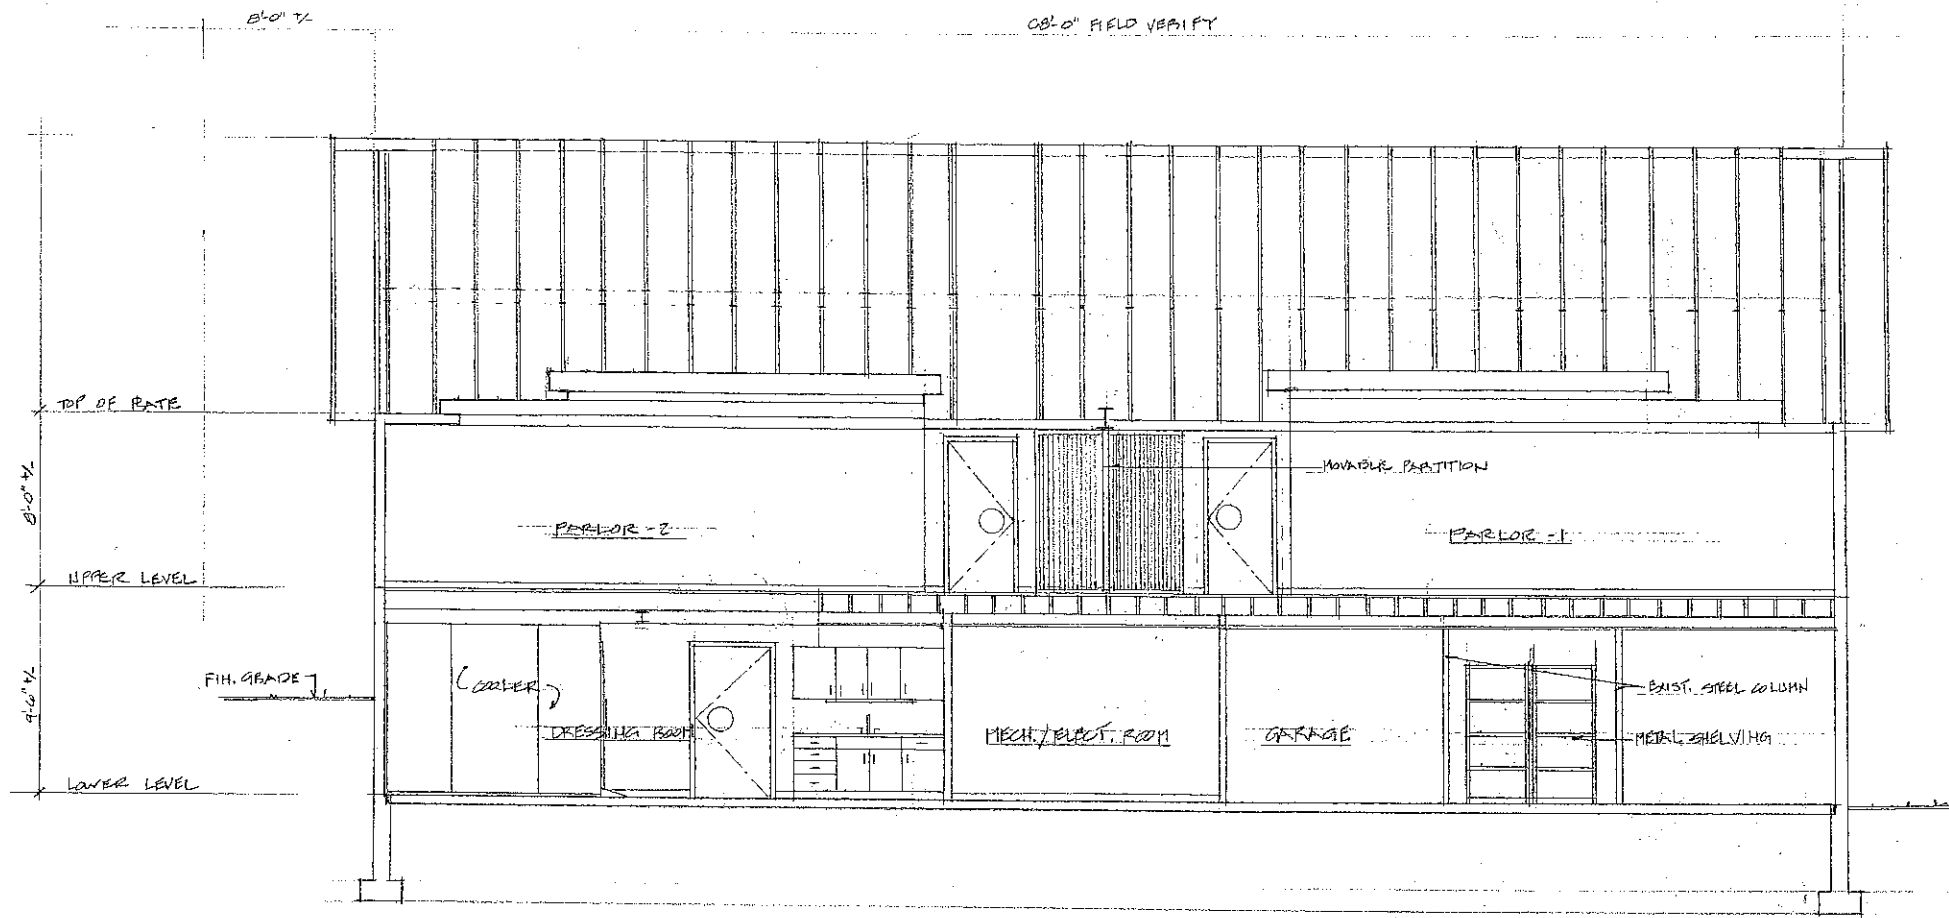 8'-0" +/-
68'-0" FIELD VERIFY
TOP OF PLATE
8'-0" +/-
MOVABLE PARTITION
PARLOR -2
PARLOR -1
UPPER LEVEL
FIN. GRADE
9'-6" +/-
COOLER
DRESSING ROOM
MECH./ELECT. ROOM
GARAGE
EXIST. STEEL COLUMN
METAL SHELVING
LOWER LEVEL